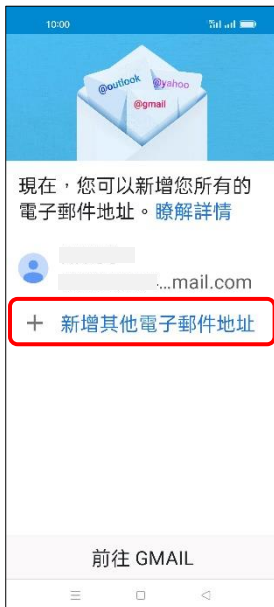 10:00
@outlook
@yahoo
@gmail
現在，您可以新增您所有的
電子郵件地址。瞭解詳情
...mail.com
+ 新增其他電子郵件地址
前往 GMAIL